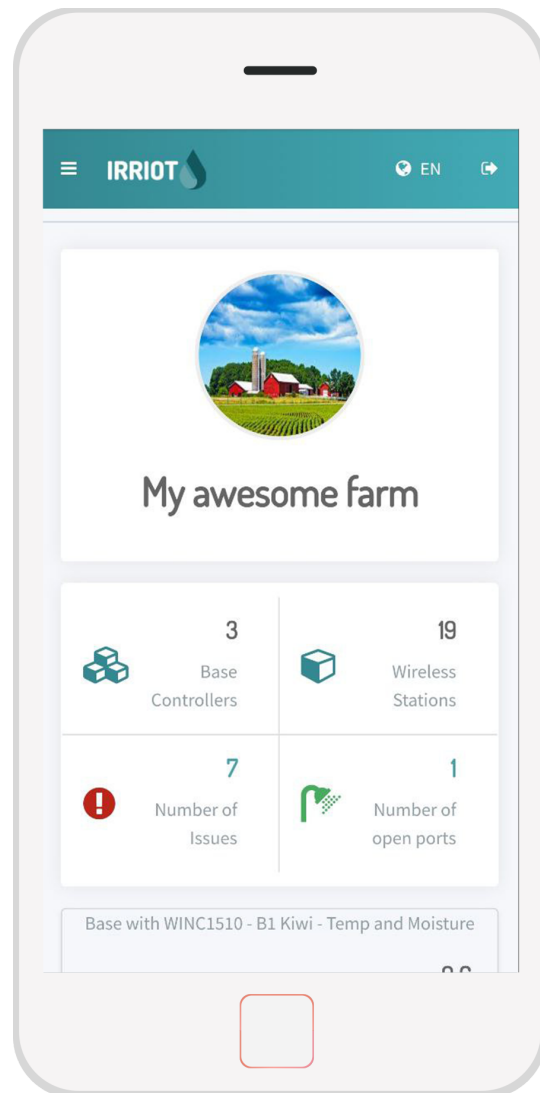 IRRIOT
EN
My awesome farm
3
Base
Controllers
19
Wireless
Stations
7
Number of
Issues
1
Number of
open ports
Base with WINC1510 - B1 Kiwi - Temp and Moisture